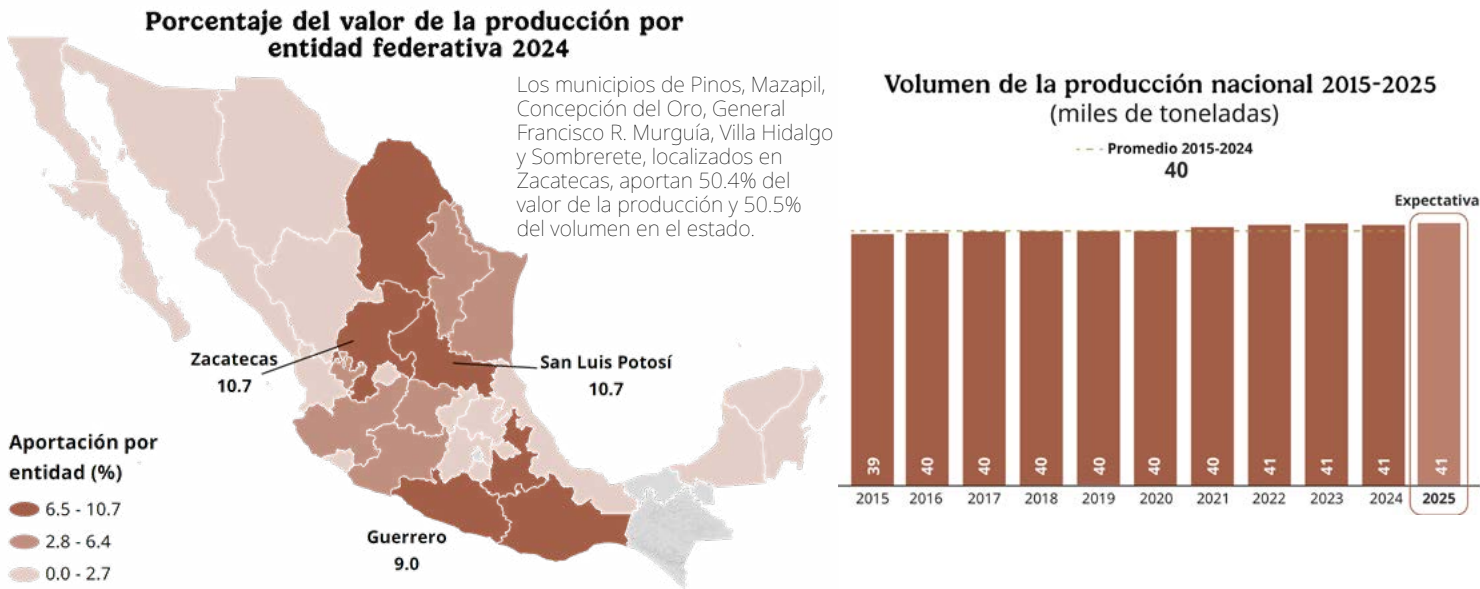 Porcentaje del valor de la producción por
entidad federativa 2024
Los municipios de Pinos, Mazapil,
Concepción del Oro, General
Francisco R. Murguía, Villa Hidalgo
y Sombrerete, localizados en
Zacatecas, aportan 50.4% del
valor de la producción y 50.5%
del volumen en el estado.
Zacatecas
10.7
San Luis Potosí
10.7
Guerrero
9.0
Aportación por
entidad (%)
6.5 - 10.7
2.8 - 6.4
0.0 - 2.7
Volumen de la producción nacional 2015-2025
(miles de toneladas)
Promedio 2015-2024
40
Expectativa
39 40 40 40 40 40 40 41 41 41 41
2015 2016 2017 2018 2019 2020 2021 2022 2023 2024 2025